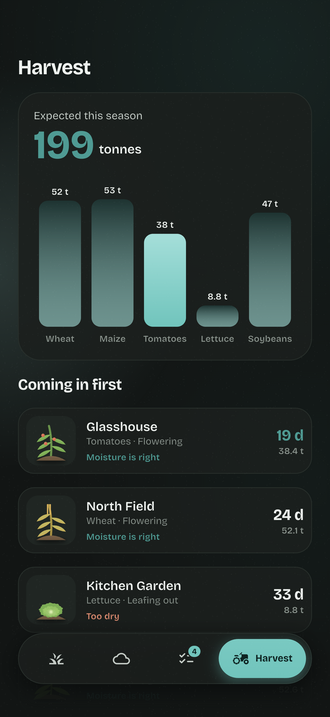 Harvest
Expected this season
199 tonnes
52 t
53 t
38 t
8.8 t
47 t
Wheat
Maize
Tomatoes
Lettuce
Soybeans
Coming in first
Glasshouse
Tomatoes · Flowering
Moisture is right
19 d
38.4 t
North Field
Wheat · Flowering
Moisture is right
24 d
52.1 t
Kitchen Garden
Lettuce · Leafing out
Too dry
33 d
8.8 t
4
Harvest